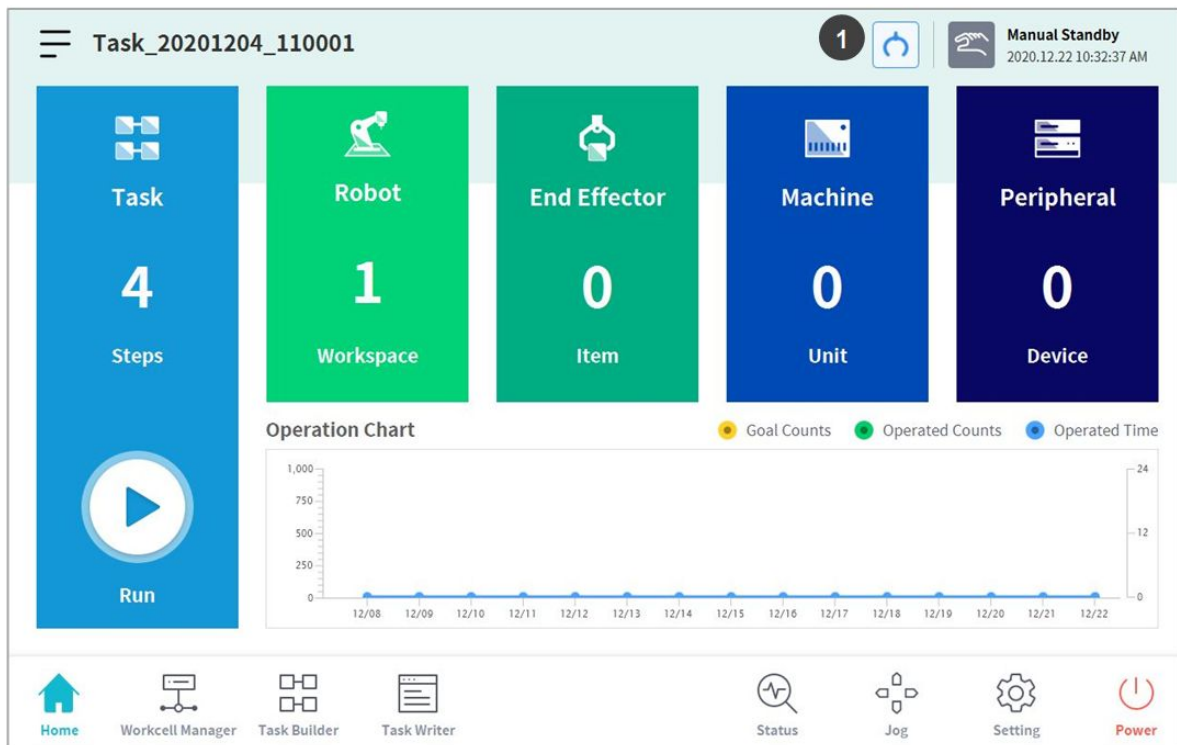 Task_20201204_110001
1
Manual Standby
2020.12.22 10:32:37 AM
Task
4
Steps
Run
Robot
1
Workspace
End Effector
0
Item
Machine
0
Unit
Peripheral
0
Device
Operation Chart
Goal Counts
Operated Counts
Operated Time
1,000
750
500
250
0
24
12
0
12/08 12/09 12/10 12/11 12/12 12/13 12/14 12/15 12/16 12/17 12/18 12/19 12/20 12/21 12/22
Home
Workcell Manager
Task Builder
Task Writer
Status
Jog
Setting
Power